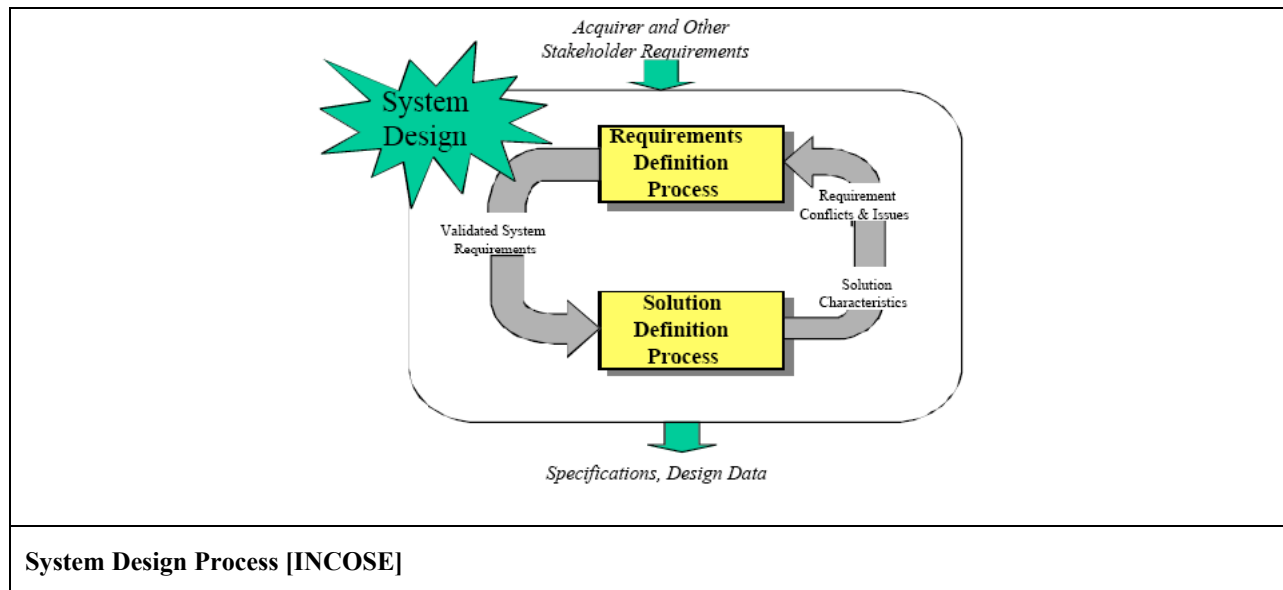 Acquirer and Other
Stakeholder Requirements
System
Design
Requirements
Definition
Process
Requirement
Conflicts & Issues
Validated System
Requirements
Solution
Characteristics
Solution
Definition
Process
Specifications, Design Data
System Design Process [INCOSE]